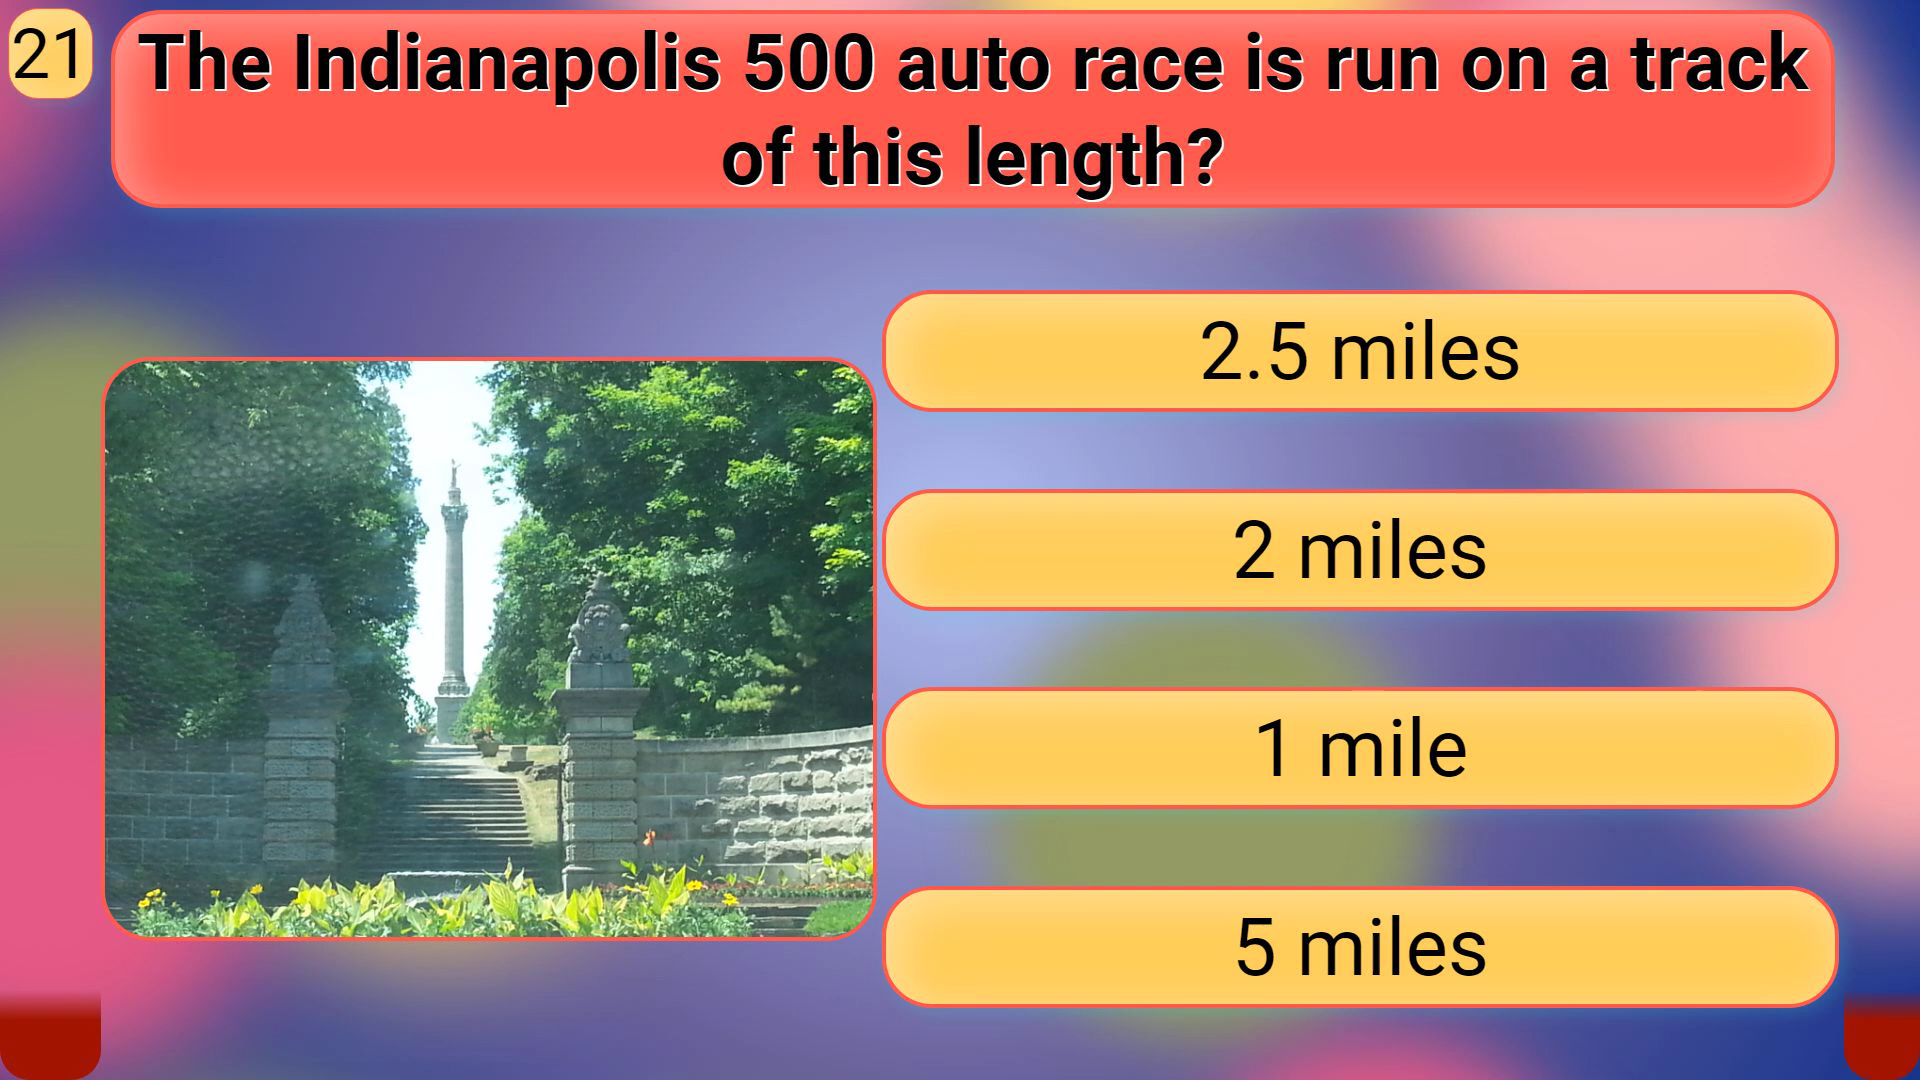 21
The Indianapolis 500 auto race is run on a track
of this length?
2.5 miles
2 miles
1 mile
5 miles